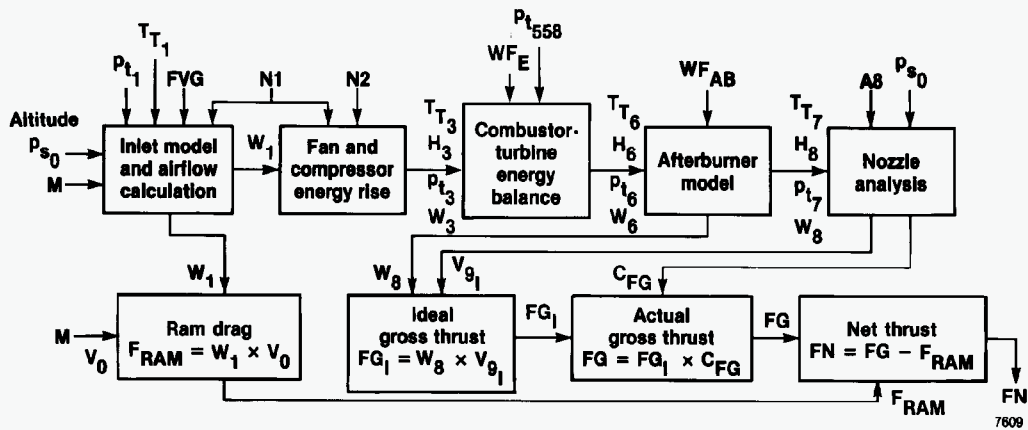 T_T1
p_t1
FVG
N1
N2
p_t558
WF_E
WF_AB
A8
p_s0
Altitude
p_s0
M
Inlet model
and airflow
calculation
W_1
Fan and
compressor
energy rise
T_T3
H_3
p_t3
W_3
Combustor-
turbine
energy
balance
T_T6
H_6
p_t6
W_6
Afterburner
model
T_T7
H_8
p_t7
W_8
Nozzle
analysis
W_1
W_8
V_9I
C_FG
M
V_0
Ram drag
F_RAM = W_1 × V_0
Ideal
gross thrust
FG_I = W_8 × V_9I
FG_I
Actual
gross thrust
FG = FG_I × C_FG
FG
Net thrust
FN = FG – F_RAM
F_RAM
FN
7609